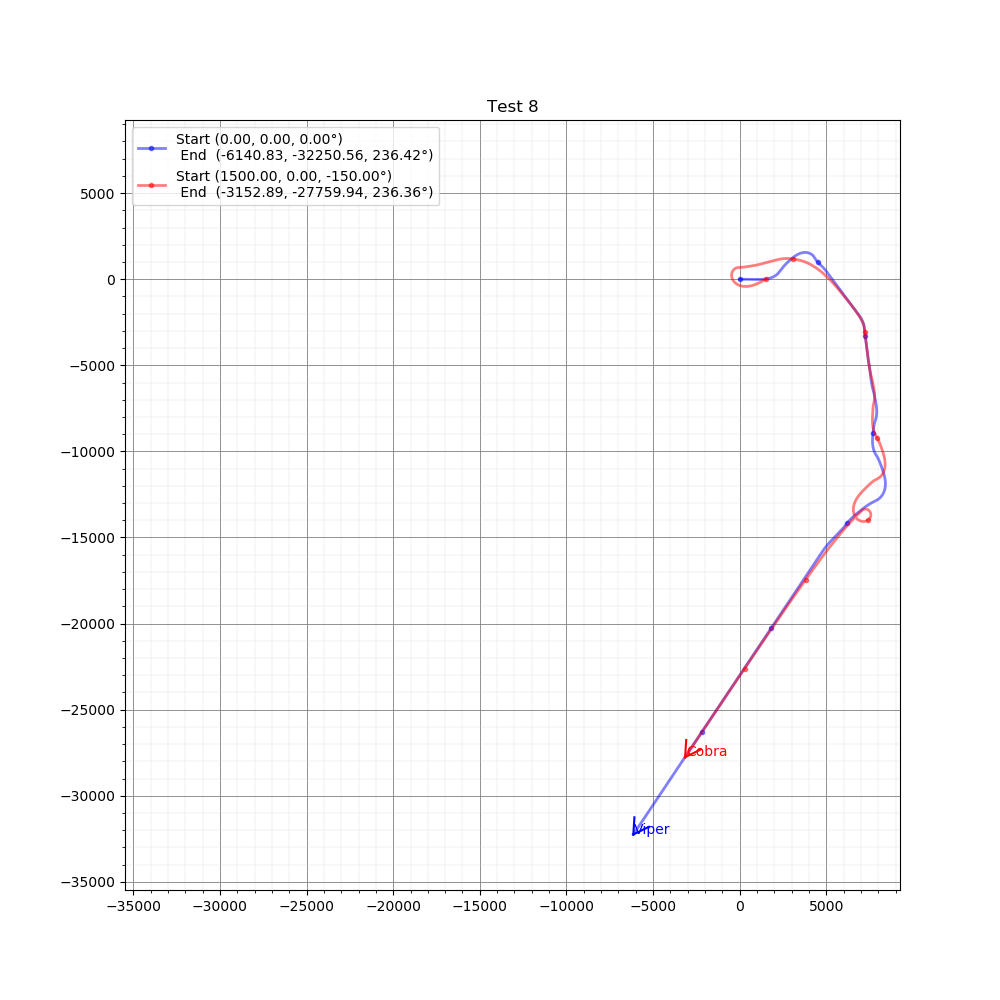 Test 8
Start (0.00, 0.00, 0.00°)
End (-6140.83, -32250.56, 236.42°)
Start (1500.00, 0.00, -150.00°)
End (-3152.89, -27759.94, 236.36°)
5000
0
−5000
−10000
−15000
−20000
−25000
Cobra
−30000
Viper
−35000
−35000 −30000 −25000 −20000 −15000 −10000 −5000 0 5000